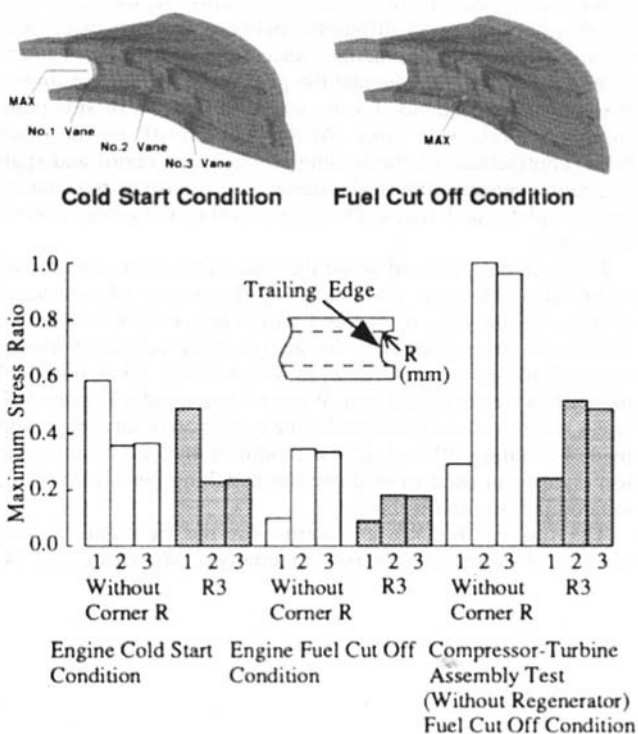 MAX
No.1 Vane
No.2 Vane
No.3 Vane
Cold Start Condition
MAX
Fuel Cut Off Condition
Maximum Stress Ratio
1.0
0.8
0.6
0.4
0.2
0.0
Trailing Edge
R
(mm)
1 2 3
Without
Corner R
1 2 3
R3
1 2 3
Without
Corner R
1 2 3
R3
1 2 3
Without
Corner R
1 2 3
R3
Engine Cold Start
Condition
Engine Fuel Cut Off
Condition
Compressor-Turbine
Assembly Test
(Without Regenerator)
Fuel Cut Off Condition